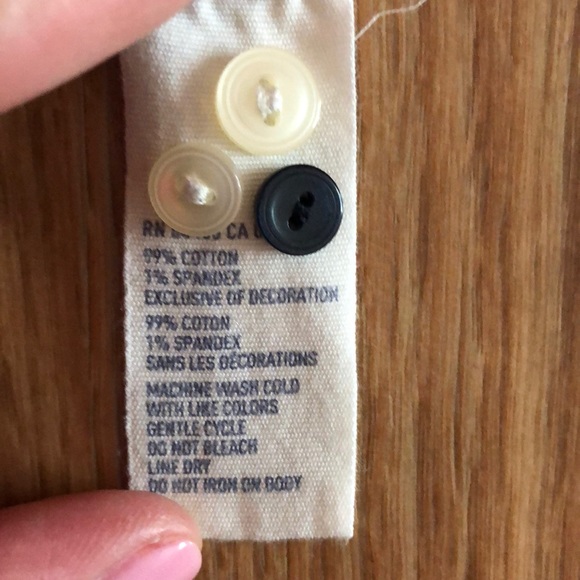 RN CA
99% COTTON
1% SPANDEX
EXCLUSIVE OF DECORATION
99% COTON
1% SPANDEX
SANS LES DÉCORATIONS
MACHINE WASH COLD
WITH LIKE COLORS
GENTLE CYCLE
DO NOT BLEACH
LINE DRY
DO NOT IRON ON BODY